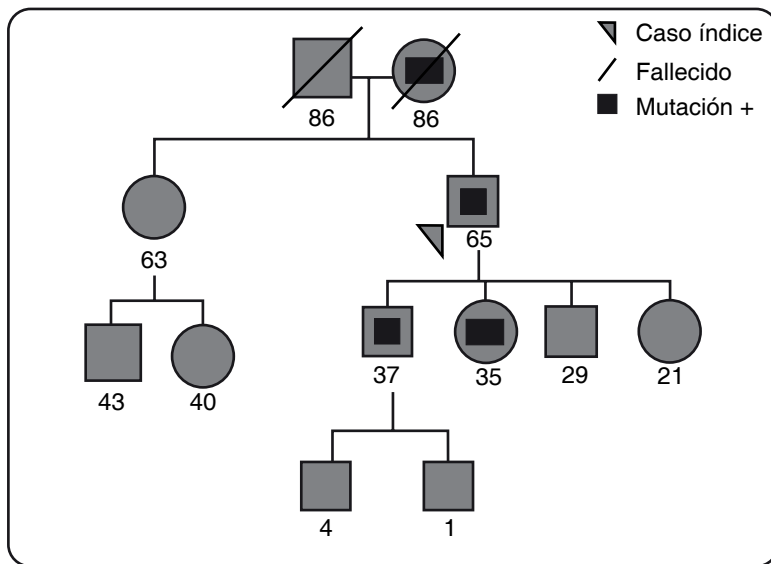 Caso índice
Fallecido
Mutación +
86 86
63 65
43 40 37 35 29 21
4 1